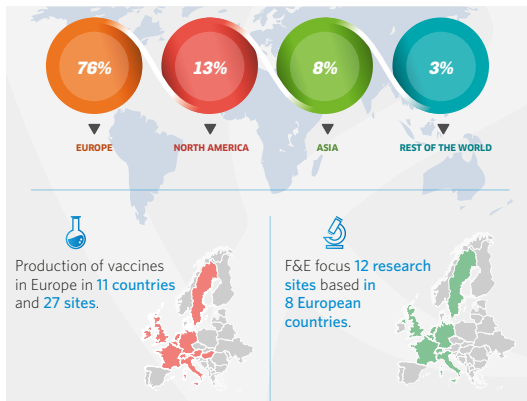 76%
13%
8%
3%
EUROPE
NORTH AMERICA
ASIA
REST OF THE WORLD
Production of vaccines
in Europe in 11 countries
and 27 sites.
F&E focus 12 research
sites based in
8 European
countries.